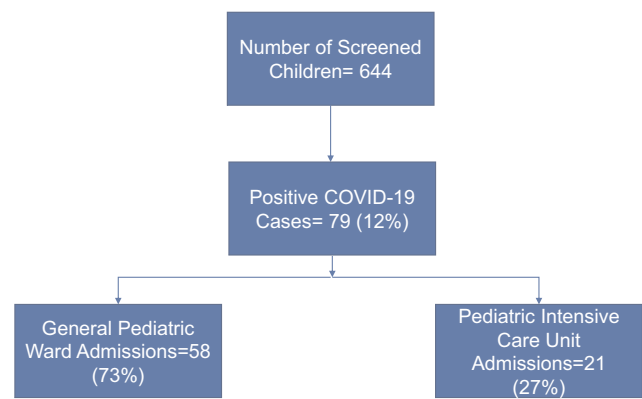 Number of Screened
Children= 644
Positive COVID-19
Cases= 79 (12%)
General Pediatric
Ward Admissions=58
(73%)
Pediatric Intensive
Care Unit
Admissions=21
(27%)